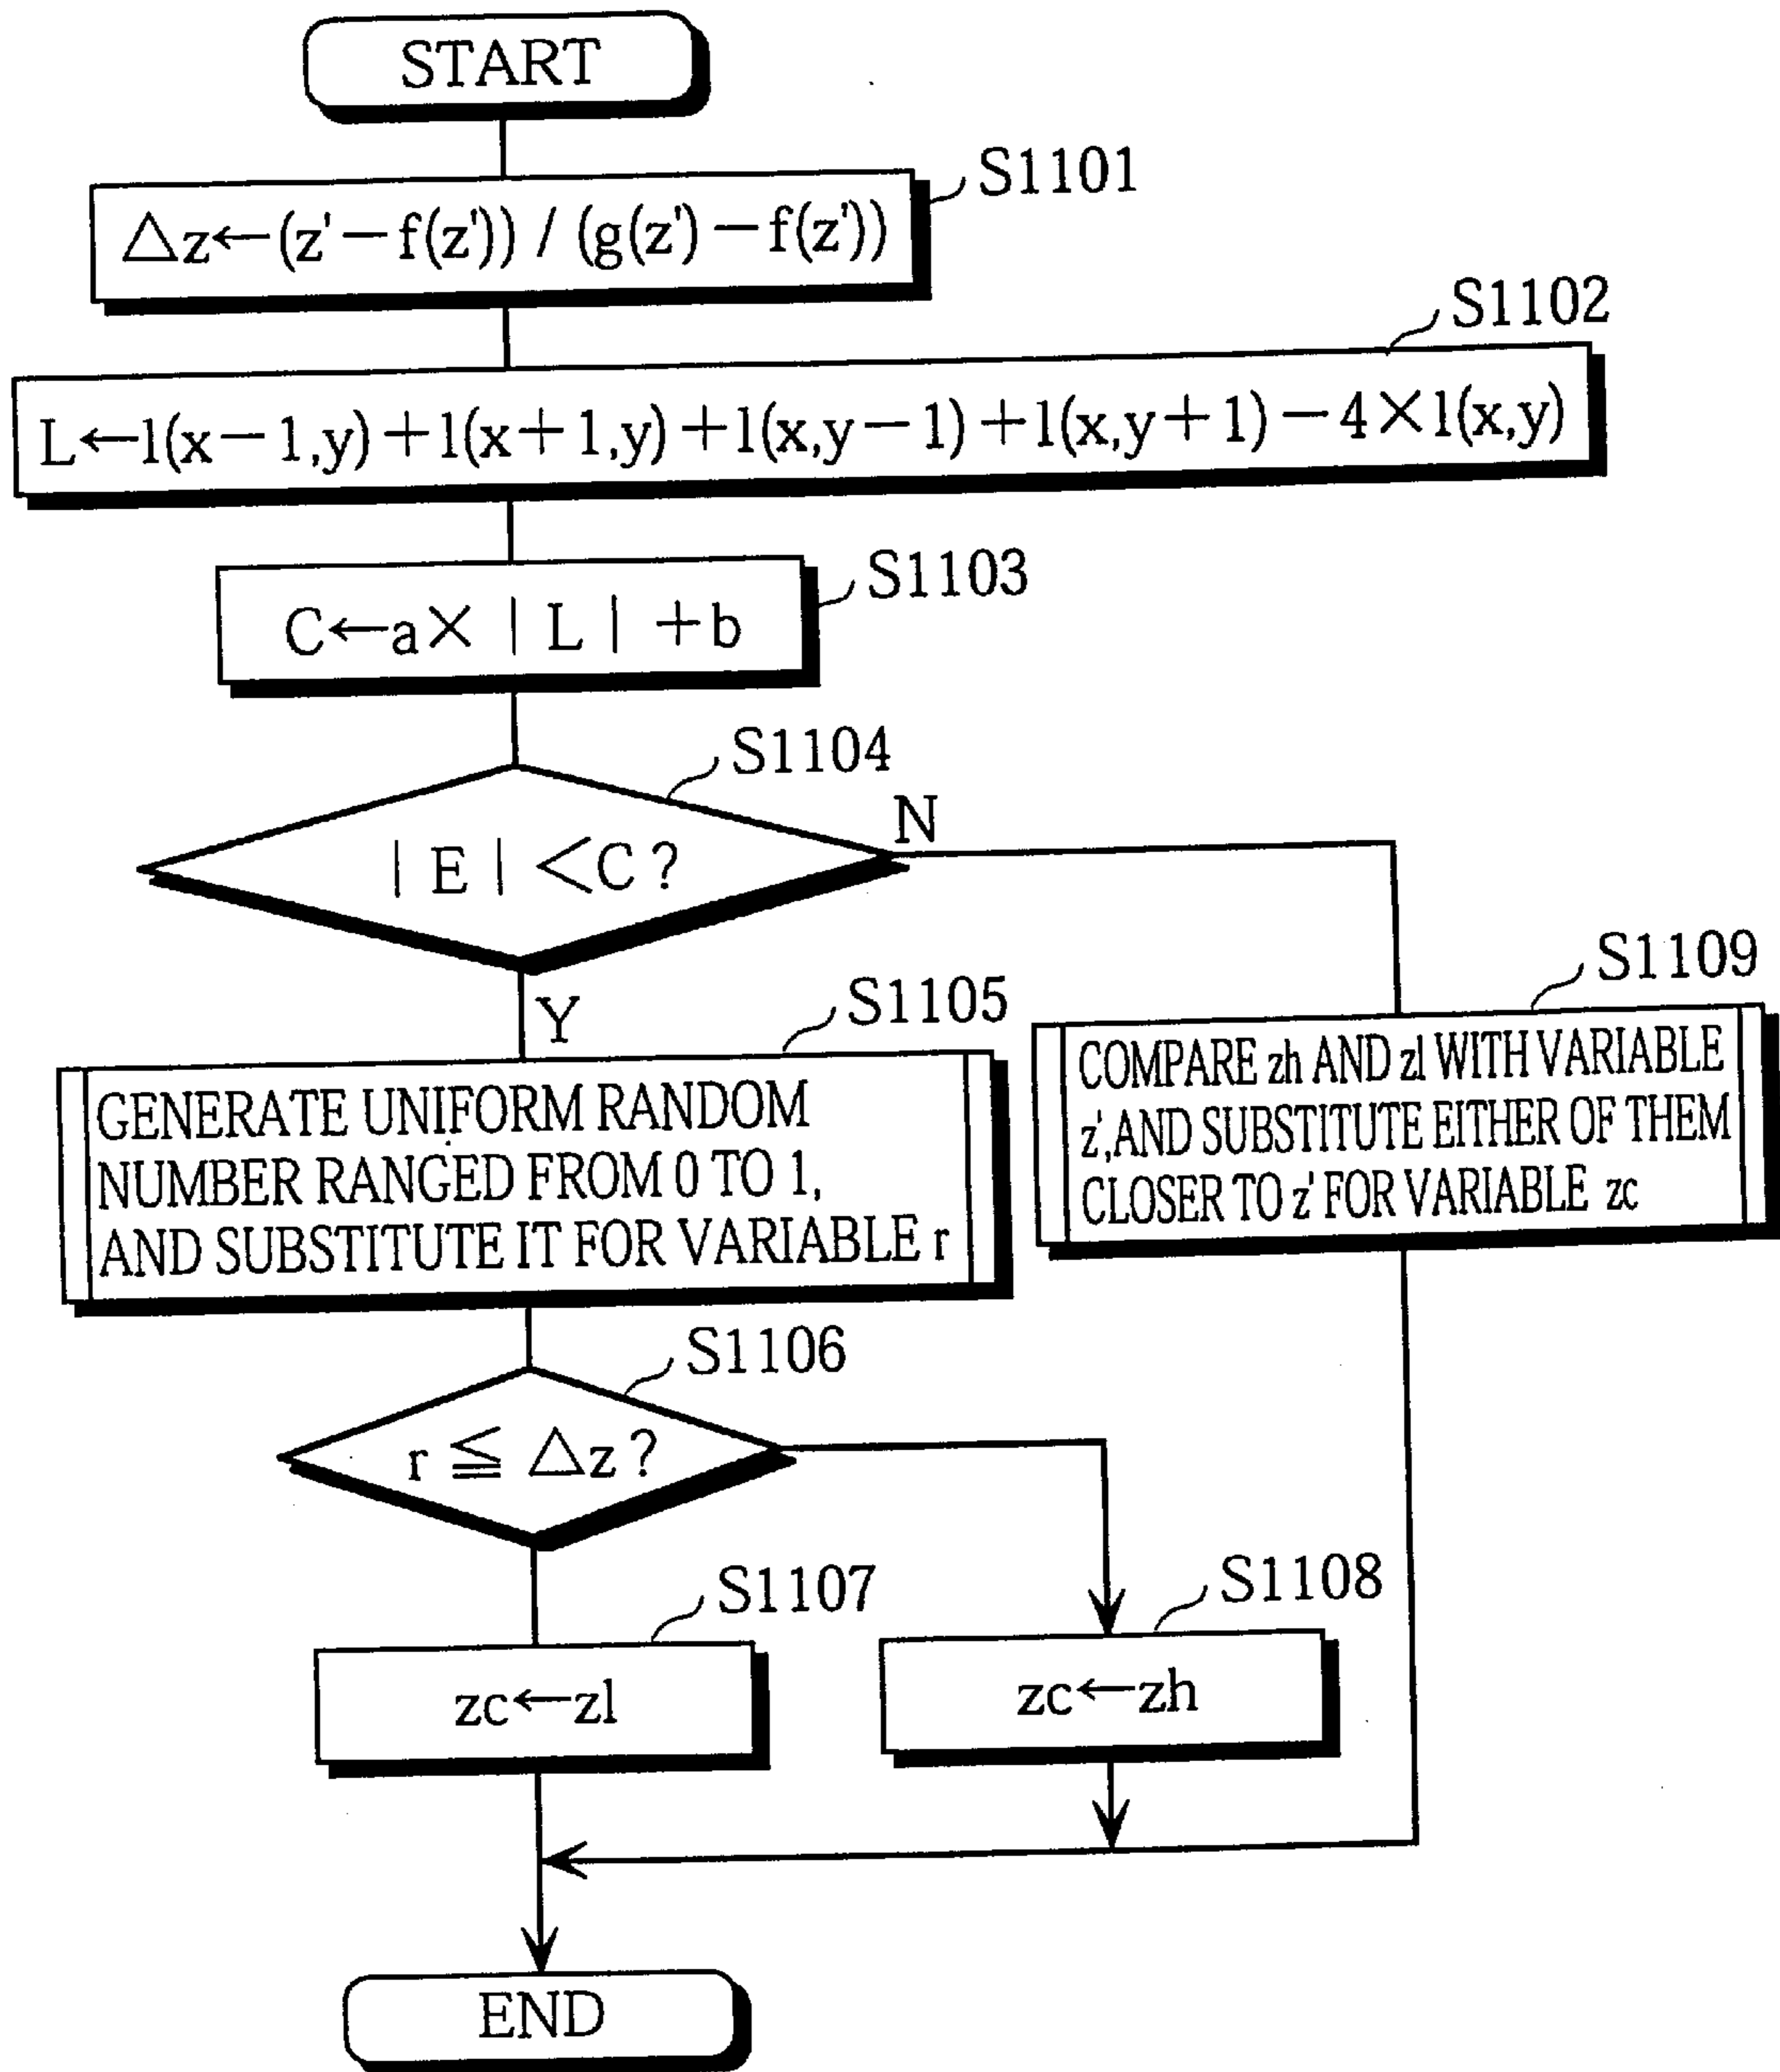 START
S1101
△z←(z'−f(z')) / (g(z')−f(z'))
S1102
L←l(x−1,y)+l(x+1,y)+l(x,y−1)+l(x,y+1)−4×l(x,y)
S1103
C←a× | L | +b
S1104
| E | <C ?
N
Y
S1105
GENERATE UNIFORM RANDOM
NUMBER RANGED FROM 0 TO 1,
AND SUBSTITUTE IT FOR VARIABLE r
S1109
COMPARE zh AND zl WITH VARIABLE
z', AND SUBSTITUTE EITHER OF THEM
CLOSER TO z' FOR VARIABLE zc
S1106
r ≦ △z ?
S1107
zc←zl
S1108
zc←zh
END